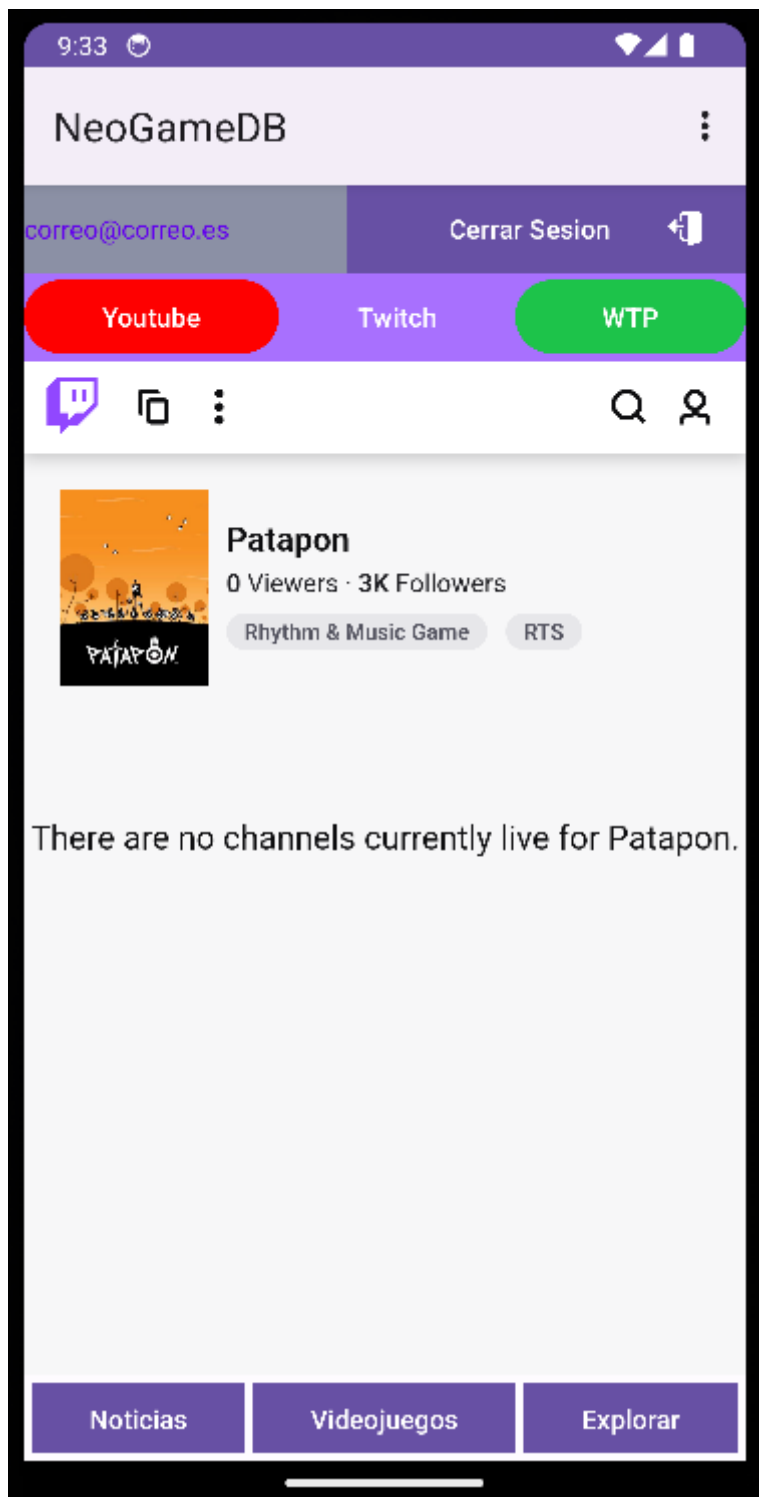 9:33
NeoGameDB
correo@correo.es Cerrar Sesion
Youtube Twitch WTP
Patapon
0 Viewers · 3K Followers
Rhythm & Music Game RTS
PATAPON
There are no channels currently live for Patapon.
Noticias Videojuegos Explorar